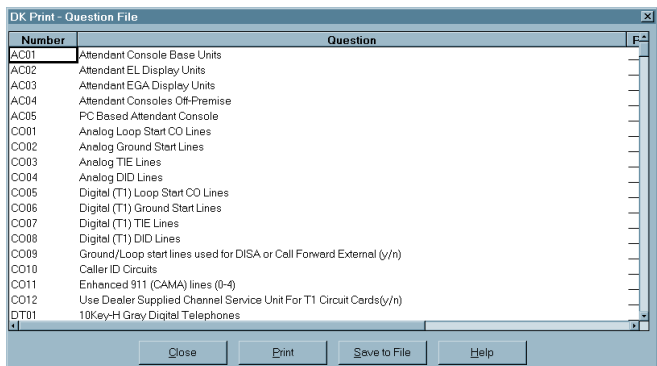 DK Print - Question File
Number Question
AC01 Attendant Console Base Units
AC02 Attendant EL Display Units
AC03 Attendant EGA Display Units
AC04 Attendant Consoles Off-Premise
AC05 PC Based Attendant Console
CO01 Analog Loop Start CO Lines
CO02 Analog Ground Start Lines
CO03 Analog TIE Lines
CO04 Analog DID Lines
CO05 Digital (T1) Loop Start CO Lines
CO06 Digital (T1) Ground Start Lines
CO07 Digital (T1) TIE Lines
CO08 Digital (T1) DID Lines
CO09 Ground/Loop start lines used for DISA or Call Forward External (y/n)
CO10 Caller ID Circuits
CO11 Enhanced 911 (CAMA) lines (0-4)
CO12 Use Dealer Supplied Channel Service Unit For T1 Circuit Cards(y/n)
DT01 10Key-H Gray Digital Telephones
Close Print Save to File Help